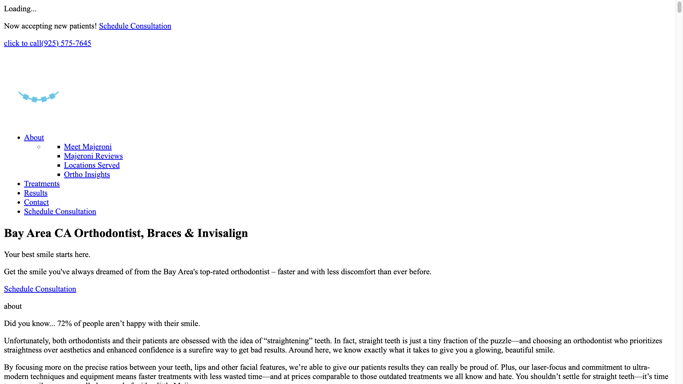 Loading...
Now accepting new patients! Schedule Consultation
click to call(925) 575-7645
About
Meet Majeroni
Majeroni Reviews
Locations Served
Ortho Insights
Treatments
Results
Contact
Schedule Consultation
Bay Area CA Orthodontist, Braces & Invisalign
Your best smile starts here.
Get the smile you've always dreamed of from the Bay Area's top-rated orthodontist – faster and with less discomfort than ever before.
Schedule Consultation
about
Did you know... 72% of people aren’t happy with their smile.
Unfortunately, both orthodontists and their patients are obsessed with the idea of “straightening” teeth. In fact, straight teeth is just a tiny fraction of the puzzle—and choosing an orthodontist who prioritizes
straightness over aesthetics and enhanced confidence is a surefire way to get bad results. Around here, we know exactly what it takes to give you a glowing, beautiful smile.
By focusing more on the precise ratios between your teeth, lips and other facial features, we’re able to give our patients results they can really be proud of. Plus, our laser-focus and commitment to ultra-
modern techniques and equipment means faster treatments with less wasted time—and at prices comparable to those outdated treatments we all know and hate. You shouldn’t settle for straight teeth—it’s time